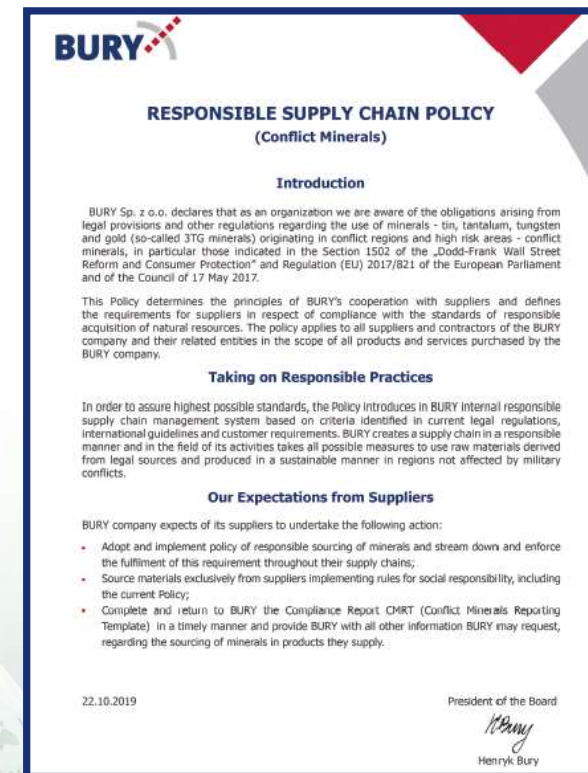 BURY
RESPONSIBLE SUPPLY CHAIN POLICY
(Conflict Minerals)
Introduction
BURY Sp. z o.o. declares that as an organization we are aware of the obligations arising from
legal provisions and other regulations regarding the use of minerals - tin, tantalum, tungsten
and gold (so-called 3TG minerals) originating in conflict regions and high risk areas - conflict
minerals, in particular those indicated in the Section 1502 of the „Dodd-Frank Wall Street
Reform and Consumer Protection" and Regulation (EU) 2017/821 of the European Parliament
and of the Council of 17 May 2017.
This Policy determines the principles of BURY's cooperation with suppliers and defines
the requirements for suppliers in respect of compliance with the standards of responsible
acquisition of natural resources. The policy applies to all suppliers and contractors of the BURY
company and their related entities in the scope of all products and services purchased by the
BURY company.
Taking on Responsible Practices
In order to assure highest possible standards, the Policy introduces in BURY internal responsible
supply chain management system based on criteria identified in current legal regulations,
international guidelines and customer requirements. BURY creates a supply chain in a responsible
manner and in the field of its activities takes all possible measures to use raw materials derived
from legal sources and produced in a sustainable manner in regions not affected by military
conflicts.
Our Expectations from Suppliers
BURY company expects of its suppliers to undertake the following action:
• Adopt and implement policy of responsible sourcing of minerals and stream down and enforce
the fulfilment of this requirement throughout their supply chains;
• Source materials exclusively from suppliers implementing rules for social responsibility, including
the current Policy;
• Complete and return to BURY the Compliance Report CMRT (Conflict Minerals Reporting
Template) in a timely manner and provide BURY with all other information BURY may request,
regarding the sourcing of minerals in products they supply.
22.10.2019
President of the Board
HBury
Henryk Bury